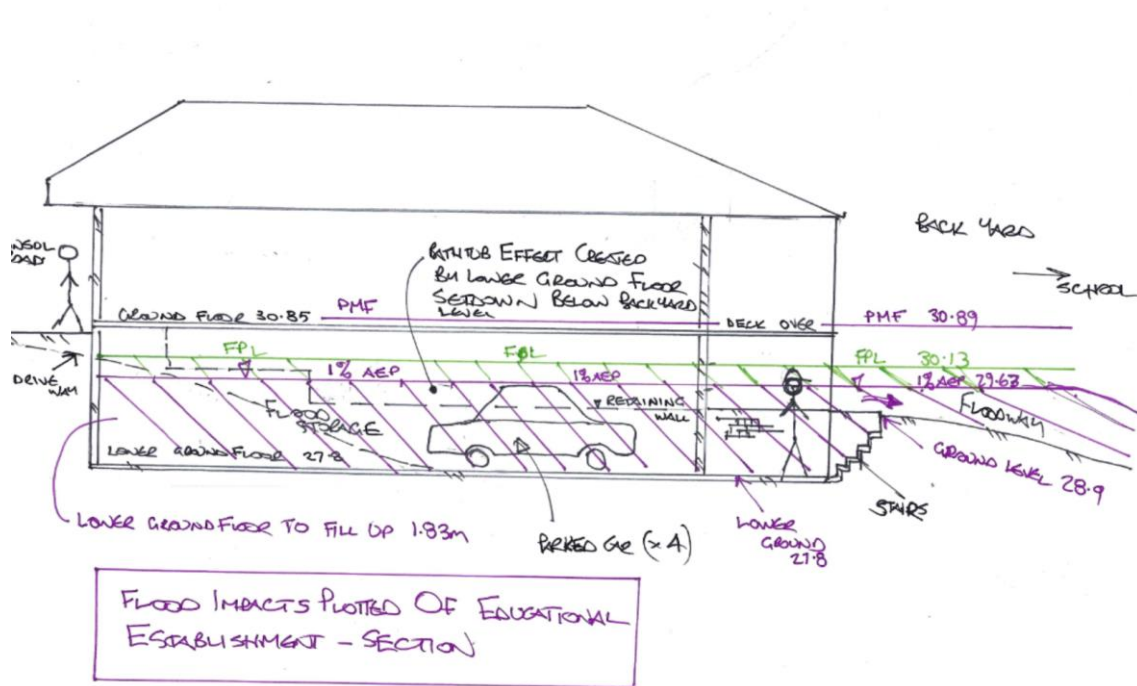 BACK YARD
SCHOOL
BATHTUB EFFECT CREATED
BY LOWER GROUND FLOOR
SETDOWN BELOW BACKYARD
LEVEL
NSOL
OAD
GROUND FLOOR 30.85
PMF
DECK OVER
PMF 30.89
DRIVE
WAY
FPL
FPL
FPL 30.13
1% AEP
1% AEP
1% AEP 29.63
FLOOD
STORAGE
RETAINING
WALL
FLOODWAY
LOWER GROUND FLOOR 27.8
GROUND LEVEL 28.9
STAIRS
LOWER GROUND FLOOR TO FILL UP 1.83m
PARKED CAR (x4)
LOWER
GROUND
27.8
FLOOD IMPACTS PLOTTED OF EDUCATIONAL
ESTABLISHMENT - SECTION